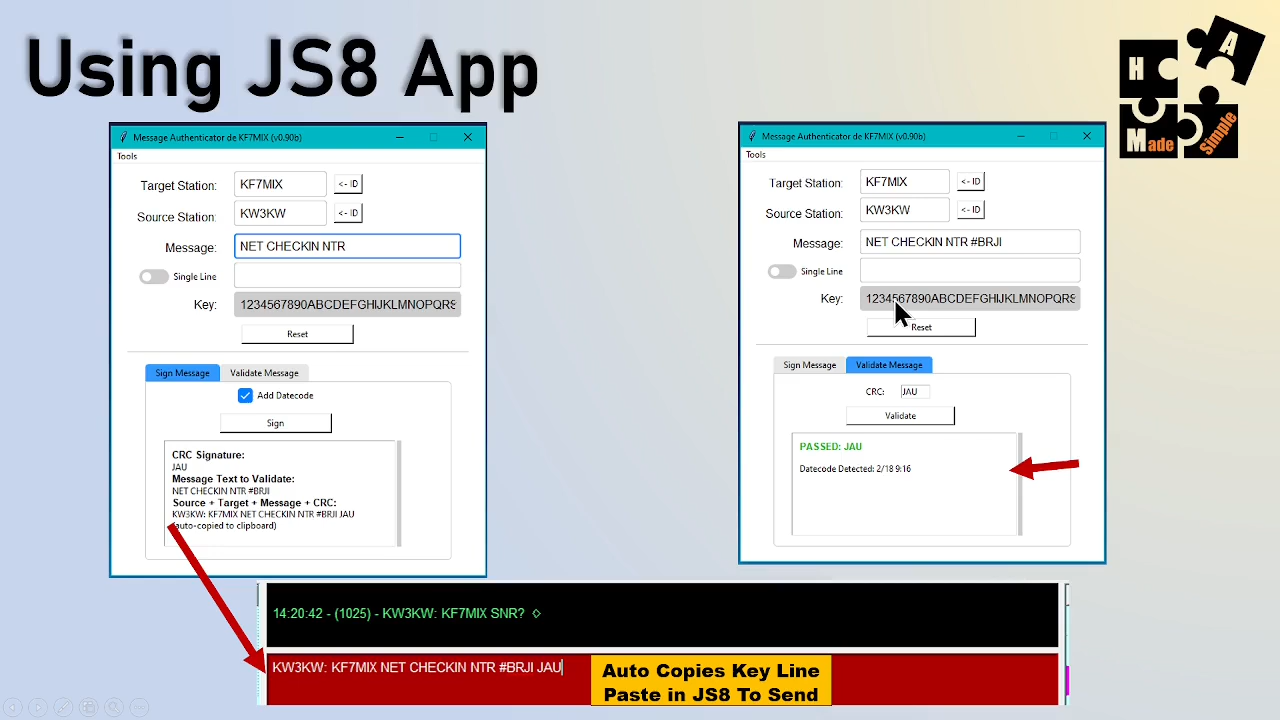 Using JS8 App
H A
Made Simple
Message Authenticator de KF7MIX (v0.90b)
Tools
Target Station: KF7MIX <- ID
Source Station: KW3KW <- ID
Message: NET CHECKIN NTR
Single Line
Key: 1234567890ABCDEFGHIJKLMNOPQRS
Reset
Sign Message Validate Message
Add Datecode
Sign
CRC Signature:
JAU
Message Text to Validate:
NET CHECKIN NTR #BRJI
Source + Target + Message + CRC:
KW3KW: KF7MIX NET CHECKIN NTR #BRJI JAU
(auto-copied to clipboard)
Message Authenticator de KF7MIX (v0.90b)
Tools
Target Station: KF7MIX <- ID
Source Station: KW3KW <- ID
Message: NET CHECKIN NTR #BRJI
Single Line
Key: 1234567890ABCDEFGHIJKLMNOPQRS
Reset
Sign Message Validate Message
CRC: JAU
Validate
PASSED: JAU
Datecode Detected: 2/18 9:16
14:20:42 - (1025) - KW3KW: KF7MIX SNR? ♢
KW3KW: KF7MIX NET CHECKIN NTR #BRJI JAU
Auto Copies Key Line
Paste in JS8 To Send